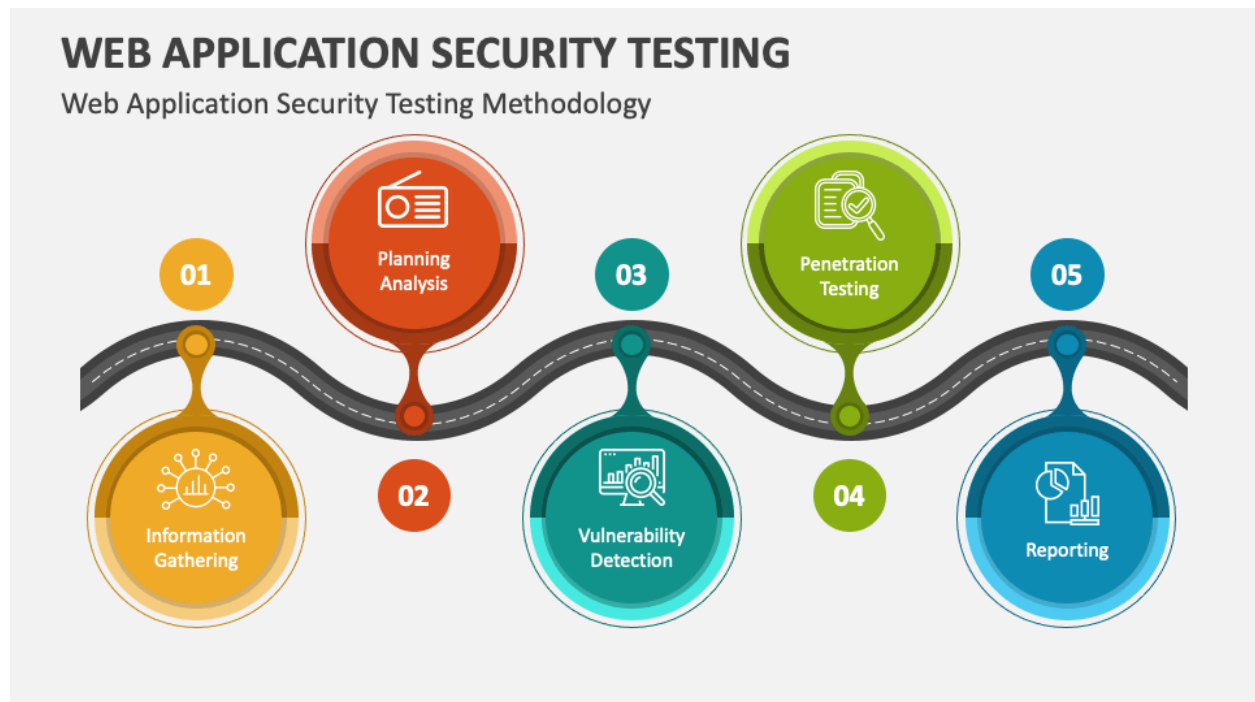 WEB APPLICATION SECURITY TESTING
Web Application Security Testing Methodology
01
Information
Gathering
Planning
Analysis
02
03
Vulnerability
Detection
Penetration
Testing
04
05
Reporting